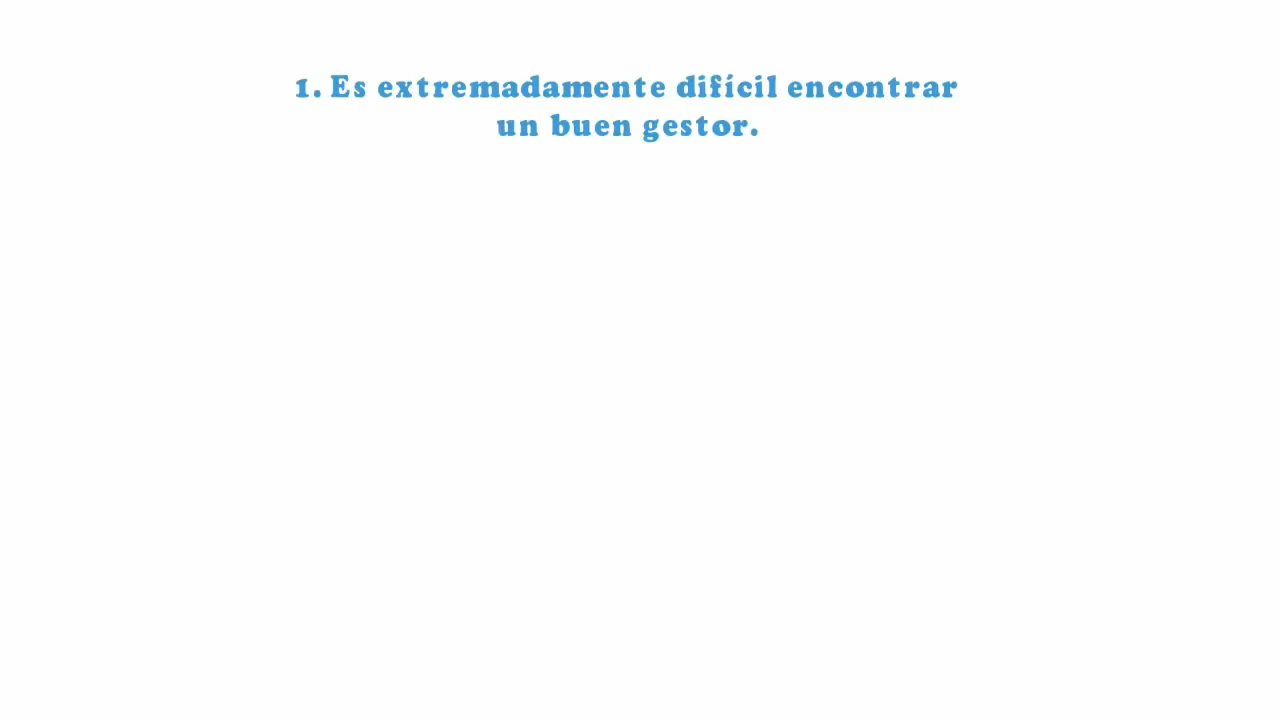 1. Es extremadamente difícil encontrar
un buen gestor.